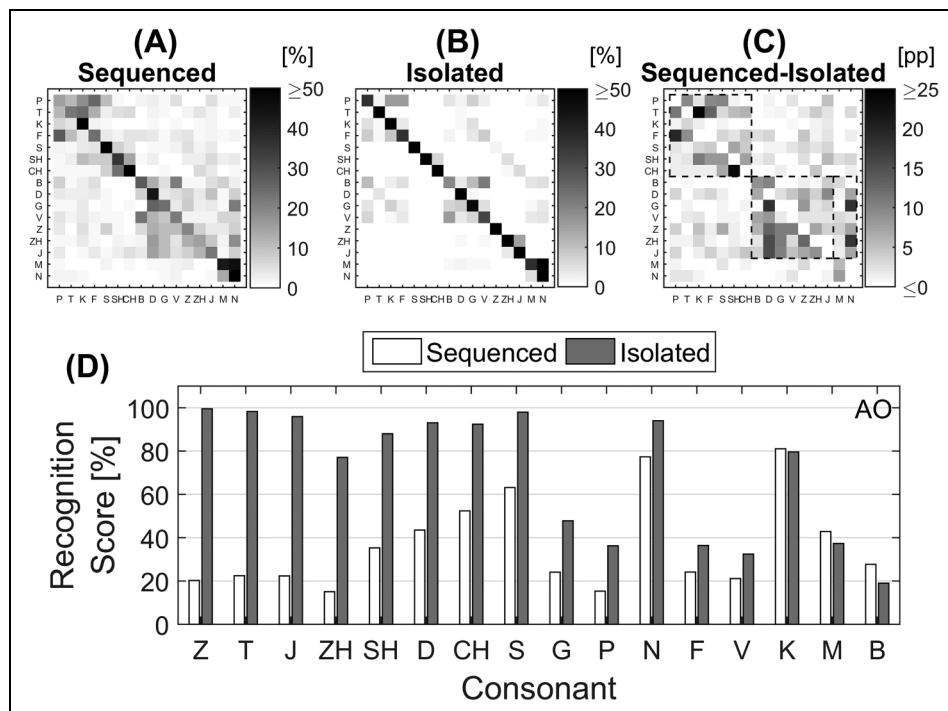 (A)
Sequenced
[%]
≥50
40
30
20
10
0
P
T
K
F
S
SH
CH
B
D
G
V
Z
ZH
J
M
N
P T K F S SH CH B D G V Z ZH J M N
(B)
Isolated
[%]
≥50
40
30
20
10
0
P
T
K
F
S
SH
CH
B
D
G
V
Z
ZH
J
M
N
P T K F S SH CH B D G V Z ZH J M N
(C)
Sequenced-Isolated
[pp]
≥25
20
15
10
5
≤0
P
T
K
F
S
SH
CH
B
D
G
V
Z
ZH
J
M
N
P T K F S SH CH B D G V Z ZH J M N
(D)
Sequenced Isolated
AO
Recognition
Score [%]
100
80
60
40
20
0
Z T J ZH SH D CH S G P N F V K M B
Consonant